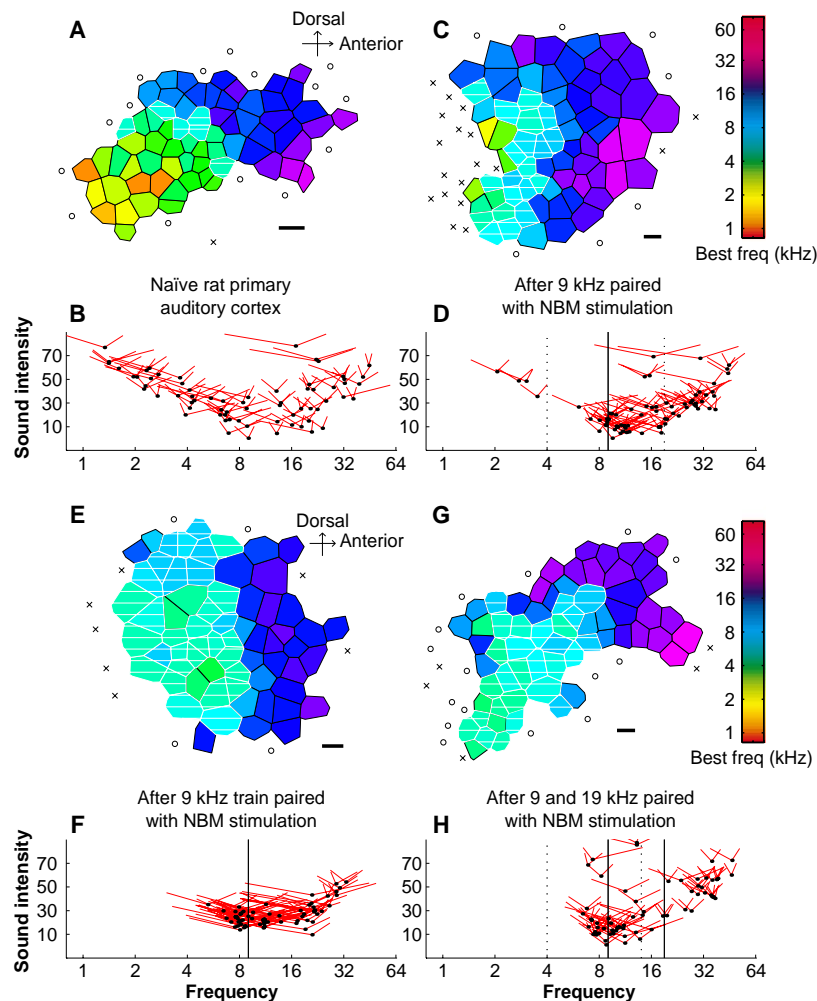 A
Dorsal
Anterior
C
60
32
16
8
4
2
1
Best freq (kHz)
Naïve rat primary
auditory cortex
B
After 9 kHz paired
with NBM stimulation
D
Sound intensity
70
50
30
10
1 2 4 8 16 32 64
70
50
30
10
1 2 4 8 16 32 64
E
Dorsal
Anterior
G
60
32
16
8
4
2
1
Best freq (kHz)
After 9 kHz train paired
with NBM stimulation
F
After 9 and 19 kHz paired
with NBM stimulation
H
Sound intensity
70
50
30
10
1 2 4 8 16 32 64
Frequency
70
50
30
10
1 2 4 8 16 32 64
Frequency